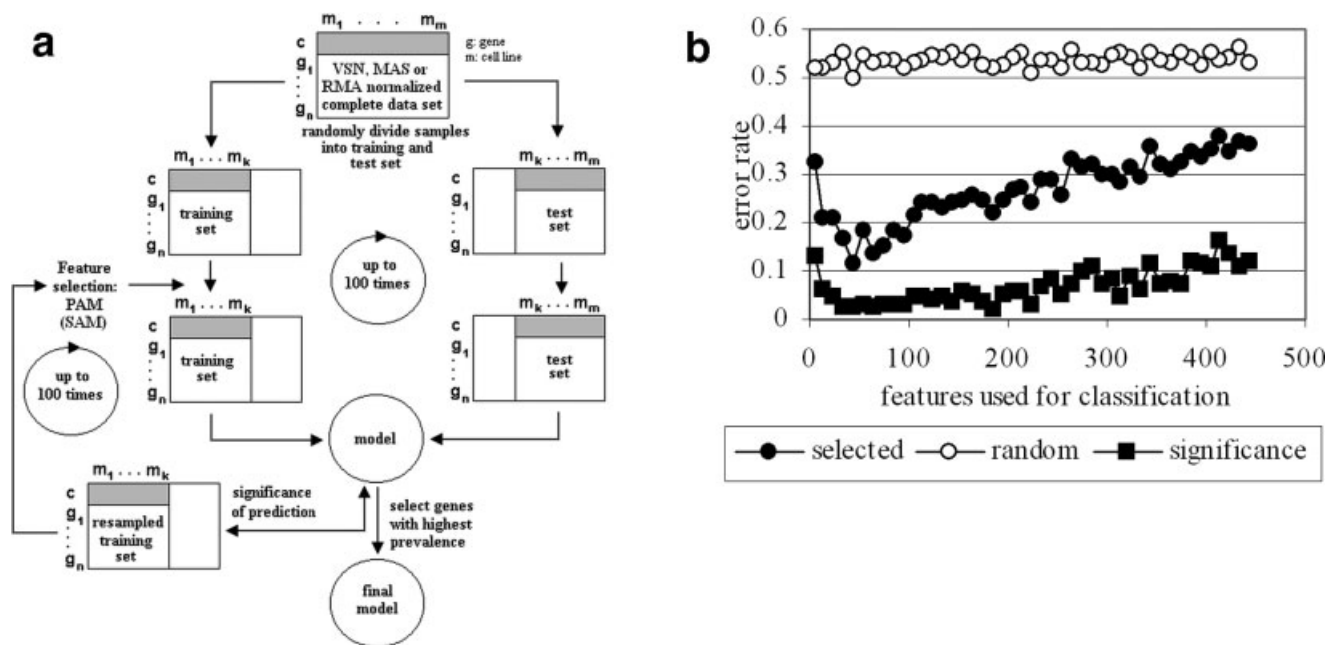 a
m1 . . . mm
c
g1
.
.
.
gn
g: gene
m: cell line
VSN, MAS or
RMA normalized
complete data set
randomly divide samples
into training and
test set
m1 . . . mk
c
g1
.
.
gn
training
set
mk . . . mm
c
g1
.
.
gn
test
set
up to
100 times
Feature
selection:
PAM
(SAM)
m1 . . . mk
c
g1
.
.
gn
training
set
mk . . . mm
c
g1
.
.
gn
test
set
up to
100 times
model
m1 . . . mk
c
g1
.
.
gn
resampled
training
set
significance
of prediction
select genes
with highest
prevalence
final
model
b
error rate
0.6
0.5
0.4
0.3
0.2
0.1
0
0 100 200 300 400 500
features used for classification
selected random significance